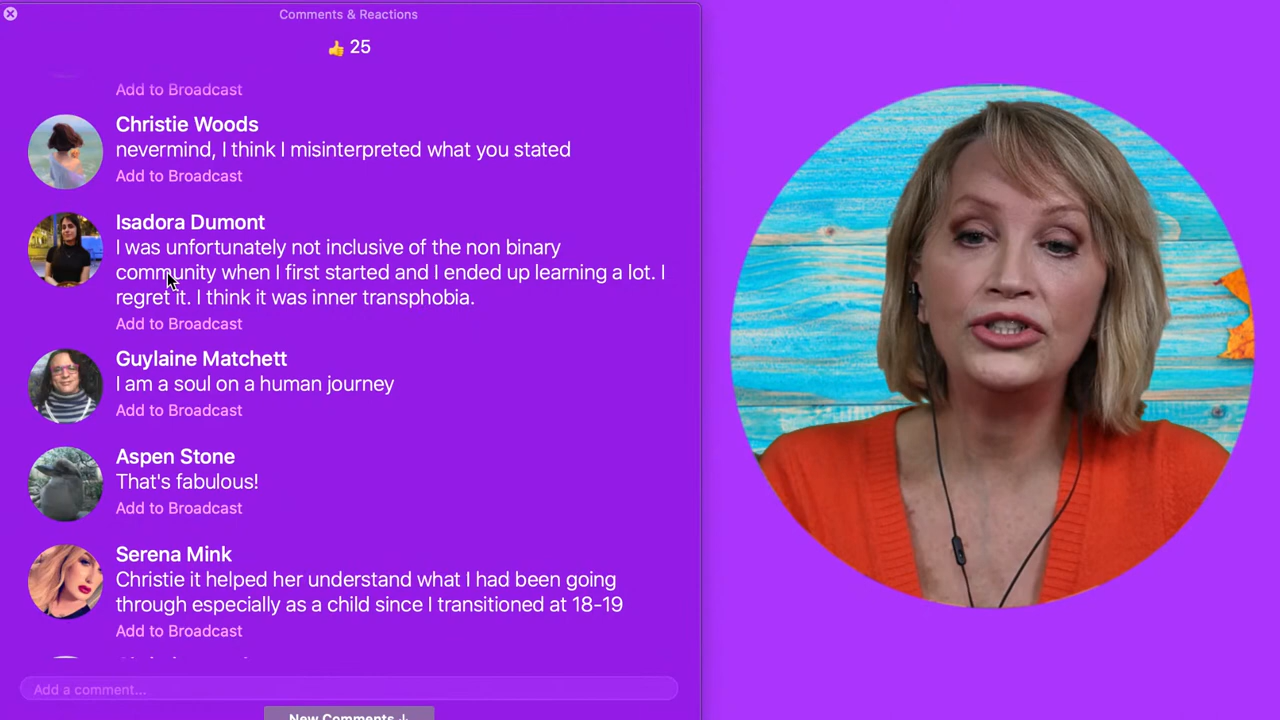 Comments & Reactions
👍 25
Add to Broadcast
Christie Woods
nevermind, I think I misinterpreted what you stated
Add to Broadcast
Isadora Dumont
I was unfortunately not inclusive of the non binary
community when I first started and I ended up learning a lot. I
regret it. I think it was inner transphobia.
Add to Broadcast
Guylaine Matchett
I am a soul on a human journey
Add to Broadcast
Aspen Stone
That's fabulous!
Add to Broadcast
Serena Mink
Christie it helped her understand what I had been going
through especially as a child since I transitioned at 18-19
Add to Broadcast
Add a comment...
New Comments ↓